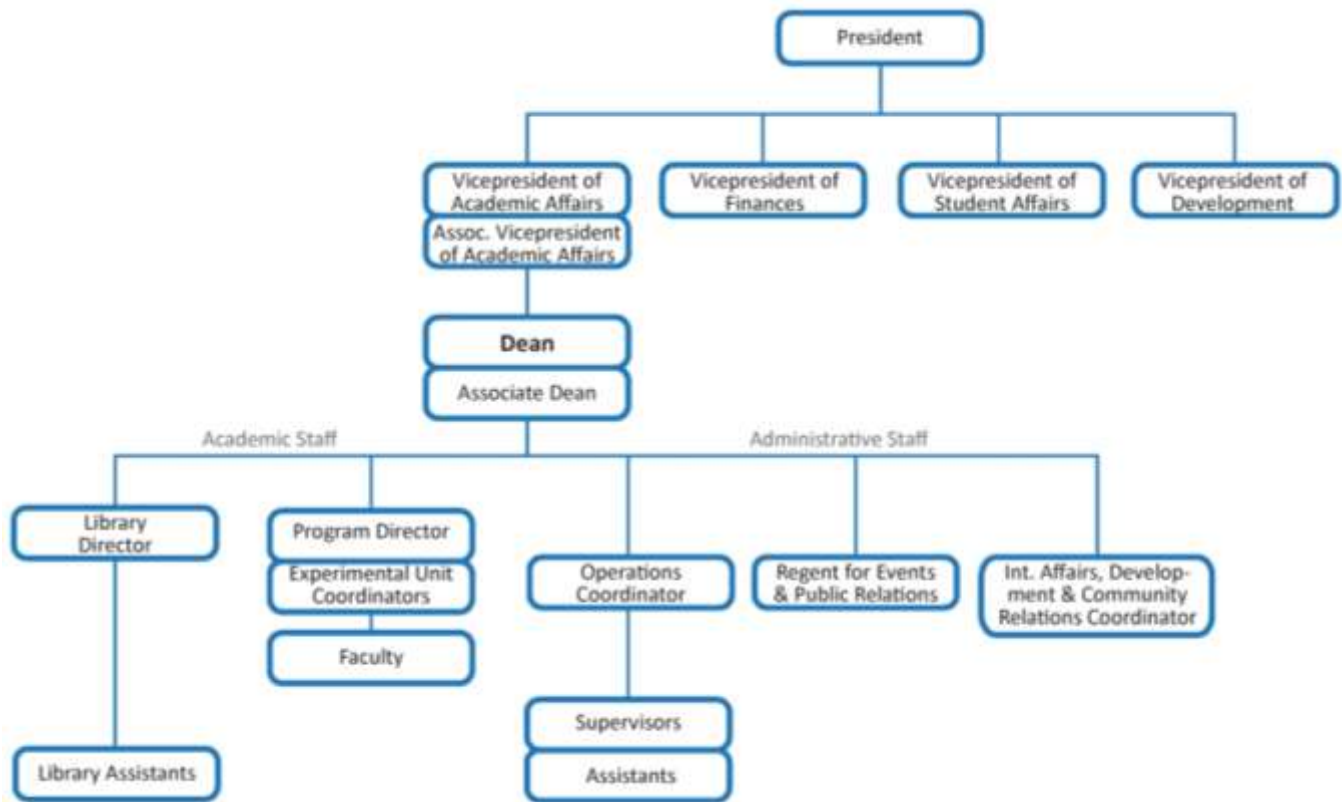 President
Vicepresident of
Academic Affairs
Vicepresident of
Finances
Vicepresident of
Student Affairs
Vicepresident of
Development
Assoc. Vicepresident
of Academic Affairs
Dean
Associate Dean
Academic Staff
Administrative Staff
Library
Director
Program Director
Experimental Unit
Coordinators
Operations
Coordinator
Regent for Events
& Public Relations
Int. Affairs, Develop-
ment & Community
Relations Coordinator
Faculty
Supervisors
Library Assistants
Assistants